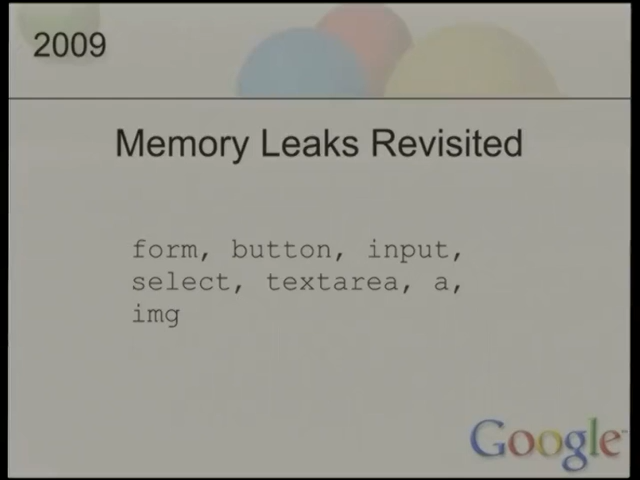 2009
Memory Leaks Revisited
form, button, input,
select, textarea, a,
img
Google